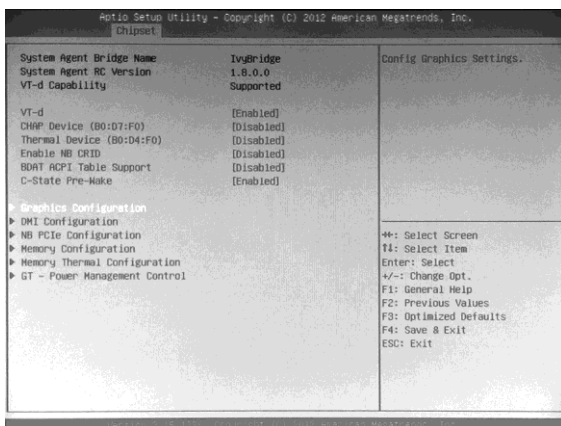 Aptio Setup Utility - Copyright (C) 2012 American Megatrends, Inc.
Chipset
System Agent Bridge Name IvyBridge
System Agent RC Version 1.8.0.0
VT-d Capability Supported
VT-d [Enabled]
CHAP Device (B0:D7:F0) [Disabled]
Thermal Device (B0:D4:F0) [Disabled]
Enable NB CRID [Disabled]
BDAT ACPI Table Support [Disabled]
C-State Pre-Wake [Enabled]
Graphics Configuration
DMI Configuration
NB PCIe Configuration
Memory Configuration
Memory Thermal Configuration
GT - Power Management Control
Config Graphics Settings.
→←: Select Screen
↑↓: Select Item
Enter: Select
+/-: Change Opt.
F1: General Help
F2: Previous Values
F3: Optimized Defaults
F4: Save & Exit
ESC: Exit